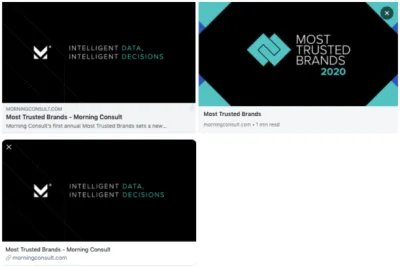 INTELLIGENT DATA,
INTELLIGENT DECISIONS
MORNINGCONSULT.COM
Most Trusted Brands - Morning Consult
Morning Consult's first annual Most Trusted Brands sets a new...
MOST
TRUSTED
BRANDS
2020
Most Trusted Brands
morningconsult.com • 1 min read
INTELLIGENT DATA,
INTELLIGENT DECISIONS
Most Trusted Brands - Morning Consult
morningconsult.com